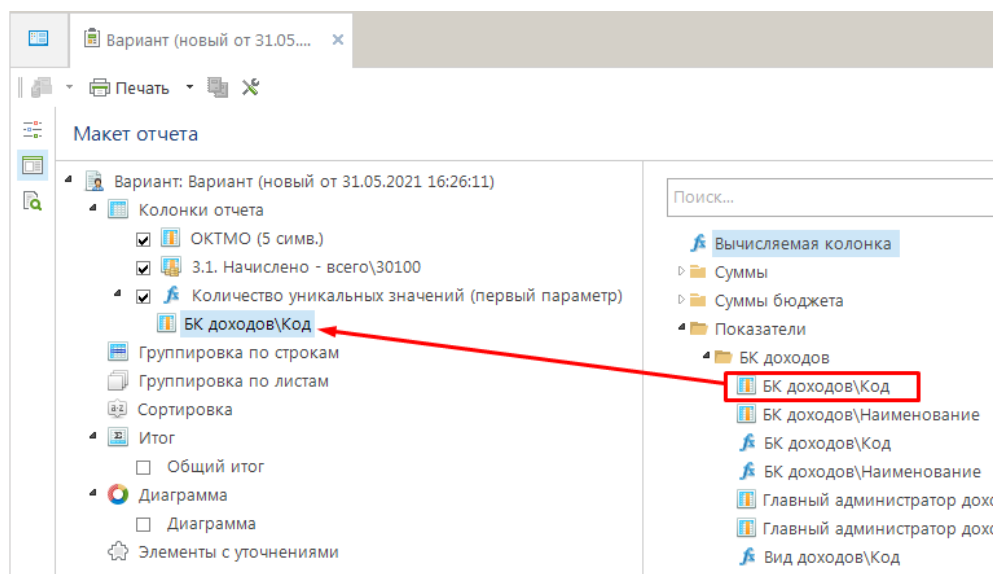 Вариант (новый от 31.05....
Печать
Макет отчета
Вариант: Вариант (новый от 31.05.2021 16:26:11)
Колонки отчета
ОКТМО (5 симв.)
3.1. Начислено - всего\30100
Количество уникальных значений (первый параметр)
БК доходов\Код
Группировка по строкам
Группировка по листам
Сортировка
Итог
Общий итог
Диаграмма
Диаграмма
Элементы с уточнениями
Поиск...
Вычисляемая колонка
Суммы
Суммы бюджета
Показатели
БК доходов
БК доходов\Код
БК доходов\Наименование
БК доходов\Код
БК доходов\Наименование
Главный администратор дохо
Главный администратор дохо
Вид доходов\Код